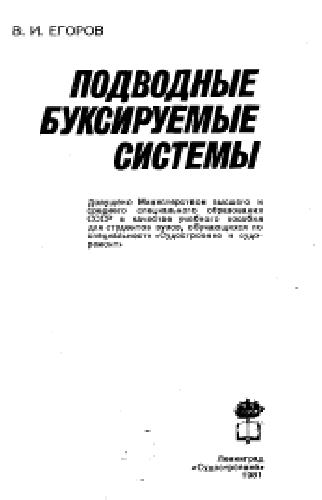 В. И. ЕГОРОВ
ПОДВОДНЫЕ
БУКСИРУЕМЫЕ
СИСТЕМЫ
Допущено Министерством высшего и
среднего специального образования
СССР в качестве учебного пособия
для студентов вузов, обучающихся по
специальности «Судостроение и судо-
ремонт»
Ленинград
«Судостроение»
1981